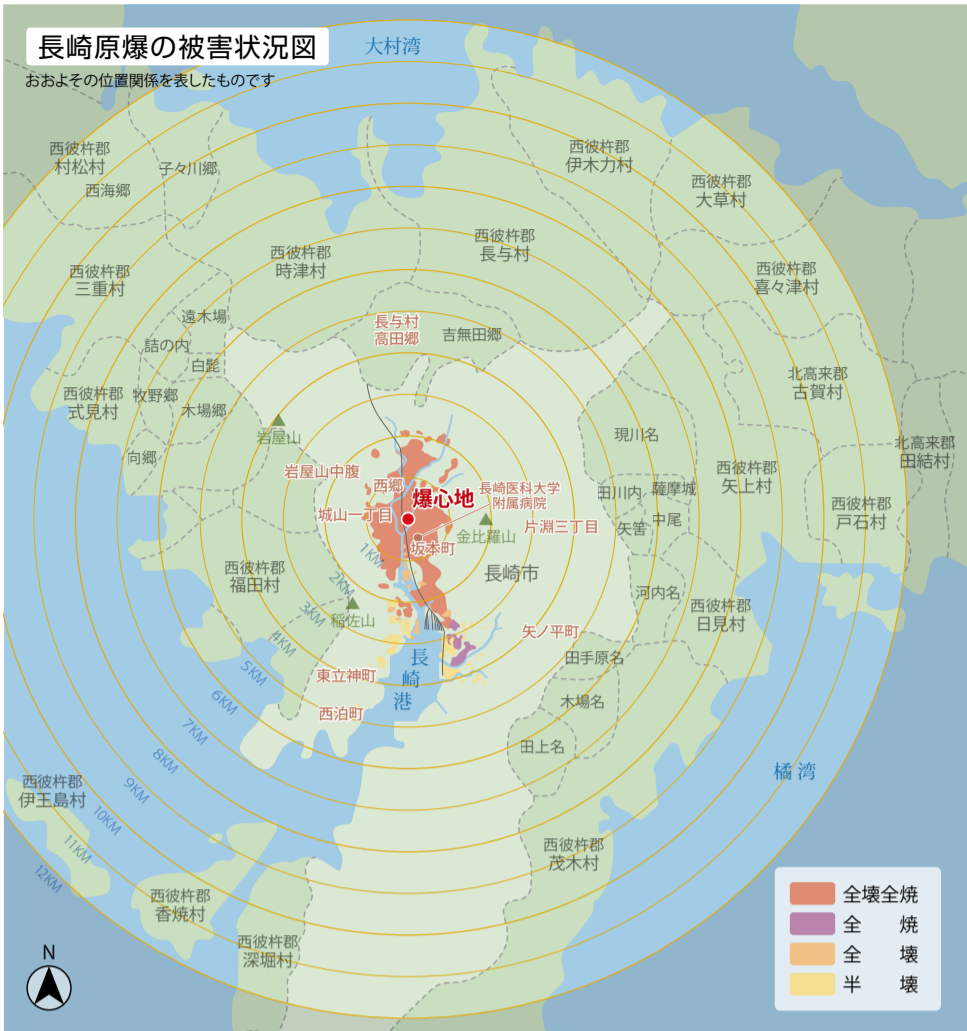 長崎原爆の被害状況図
おおよその位置関係を表したものです
大村湾
西彼杵郡
村松村
子々川郷
西海郷
西彼杵郡
伊木力村
西彼杵郡
大草村
西彼杵郡
時津村
西彼杵郡
長与村
西彼杵郡
三重村
西彼杵郡
喜々津村
遠木場
長与村
高田郷
吉無田郷
詰の内
白髭
北高来郡
古賀村
西彼杵郡
式見村
牧野郷
木場郷
岩屋山
現川名
向郷
北高来郡
田結村
岩屋山中腹
西郷
爆心地
長崎医科大学
附属病院
西彼杵郡
矢上村
田川内
薩摩城
西彼杵郡
戸石村
城山一丁目
片淵三丁目
矢筈
中尾
金比羅山
坂本町
長崎市
西彼杵郡
福田村
河内名
西彼杵郡
日見村
稲佐山
矢ノ平町
田手原名
長崎港
東立神町
西泊町
木場名
田上名
橘湾
1KM
2KM
3KM
4KM
5KM
6KM
7KM
8KM
9KM
10KM
11KM
12KM
西彼杵郡
伊王島村
西彼杵郡
茂木村
西彼杵郡
香焼村
西彼杵郡
深堀村
N
全壊全焼
全　焼
全　壊
半　壊